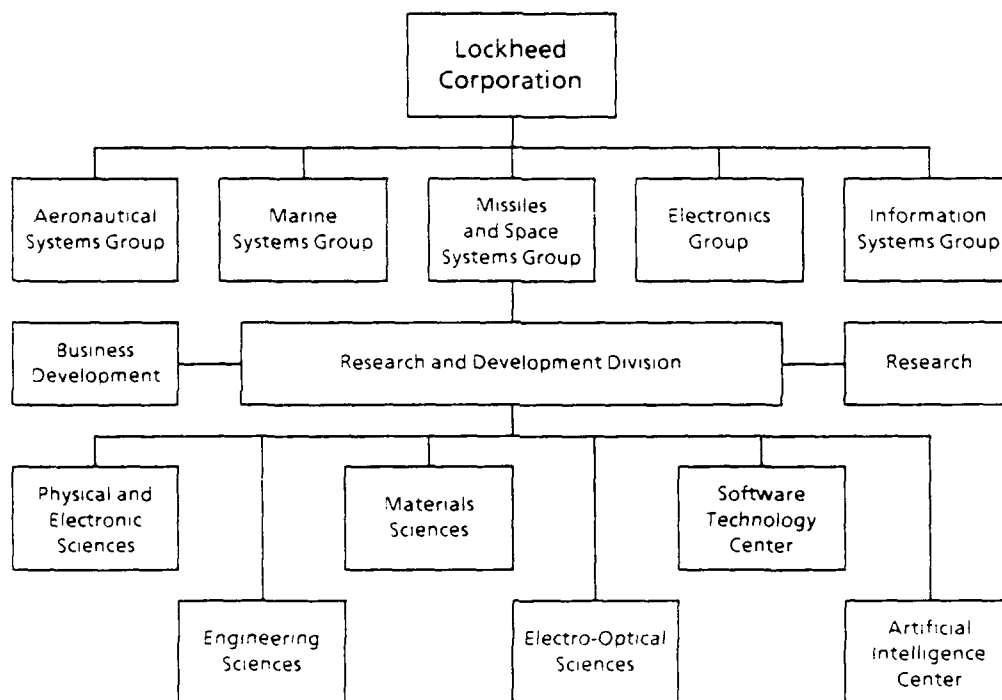 Lockheed
Corporation
Aeronautical
Systems Group
Marine
Systems Group
Missiles
and Space
Systems Group
Electronics
Group
Information
Systems Group
Business
Development
Research and Development Division
Research
Physical and
Electronic
Sciences
Materials
Sciences
Software
Technology
Center
Engineering
Sciences
Electro-Optical
Sciences
Artificial
Intelligence
Center